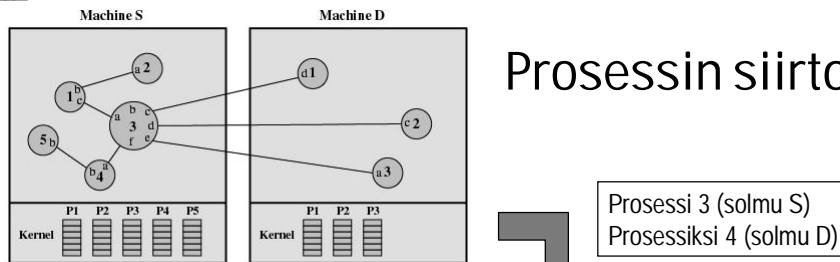 Machine S
Machine D
Prosessin siirto
a 2
1 b c
a b c
3 d
f e
5 b
a
b 4
d 1
c 2
a 3
P1 P2 P3 P4 P5
Kernel
P1 P2 P3
Kernel
Prosessi 3 (solmu S)
Prosessiksi 4 (solmu D)